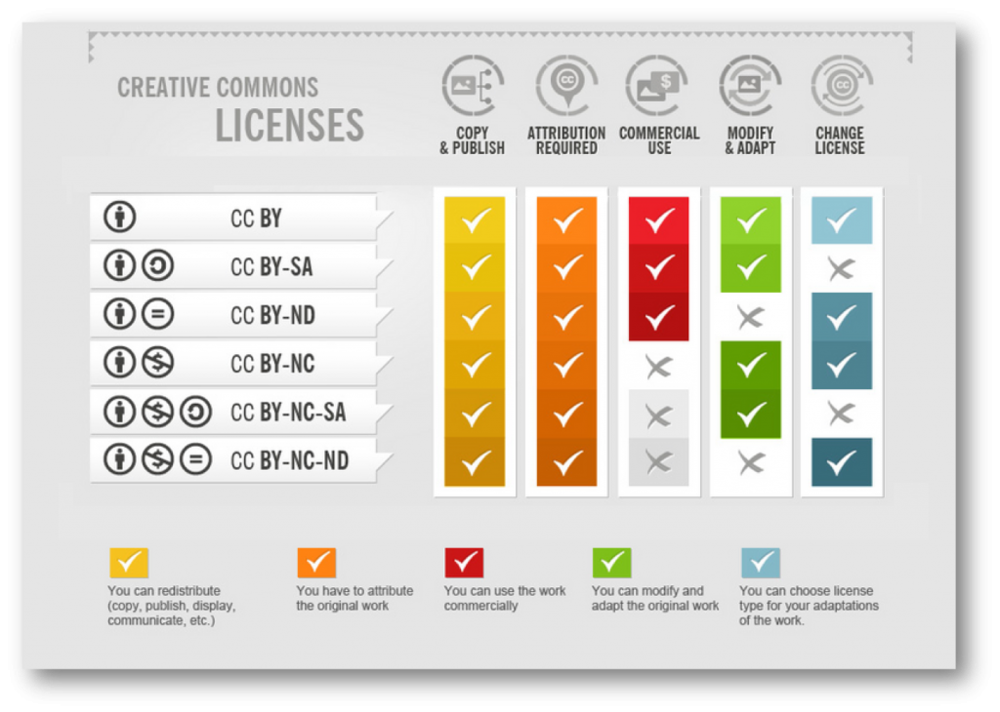 CREATIVE COMMONS
LICENSES
COPY
& PUBLISH
ATTRIBUTION
REQUIRED
COMMERCIAL
USE
MODIFY
& ADAPT
CHANGE
LICENSE
CC BY
CC BY-SA
CC BY-ND
CC BY-NC
CC BY-NC-SA
CC BY-NC-ND
You can redistribute
(copy, publish, display,
communicate, etc.)
You have to attribute
the original work
You can use the work
commercially
You can modify and
adapt the original work
You can choose license
type for your adaptations
of the work.